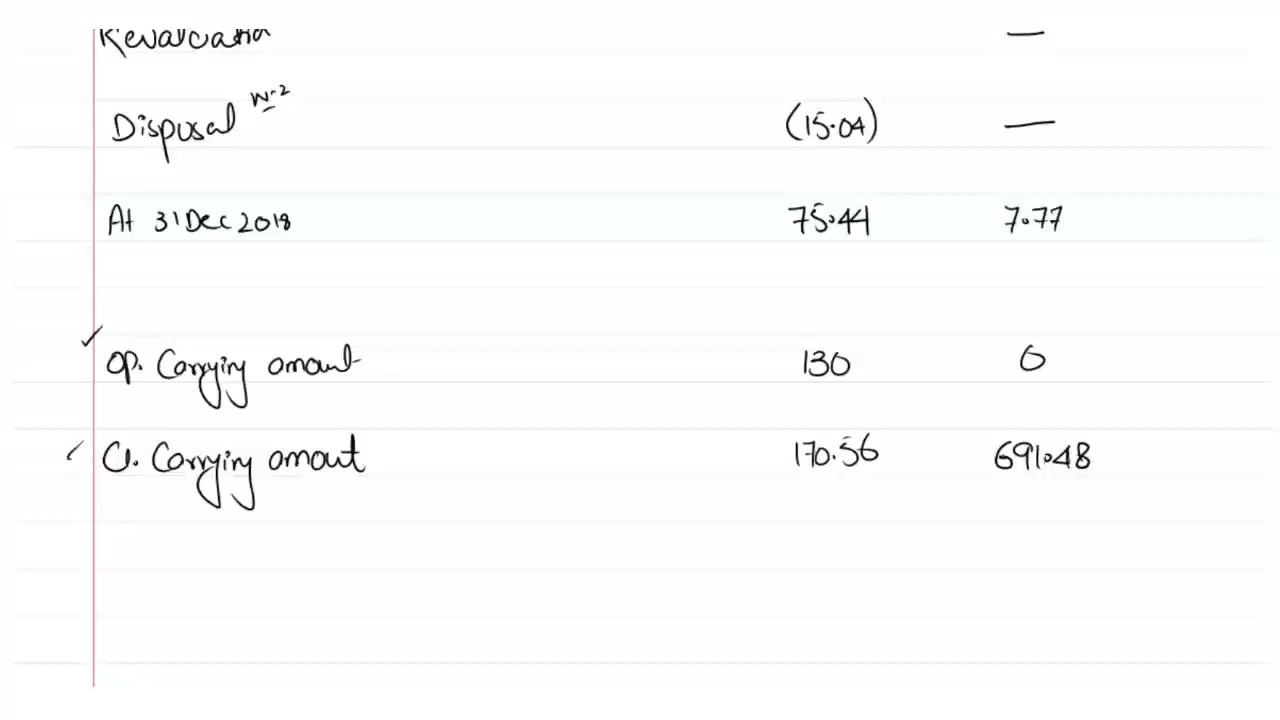 Revaluation —
Disposal W-2 (15.04) —
At 31 Dec 2018 75.44 7.77
OP. Carrying amount 130 0
Cl. Carrying amout 170.56 691.48